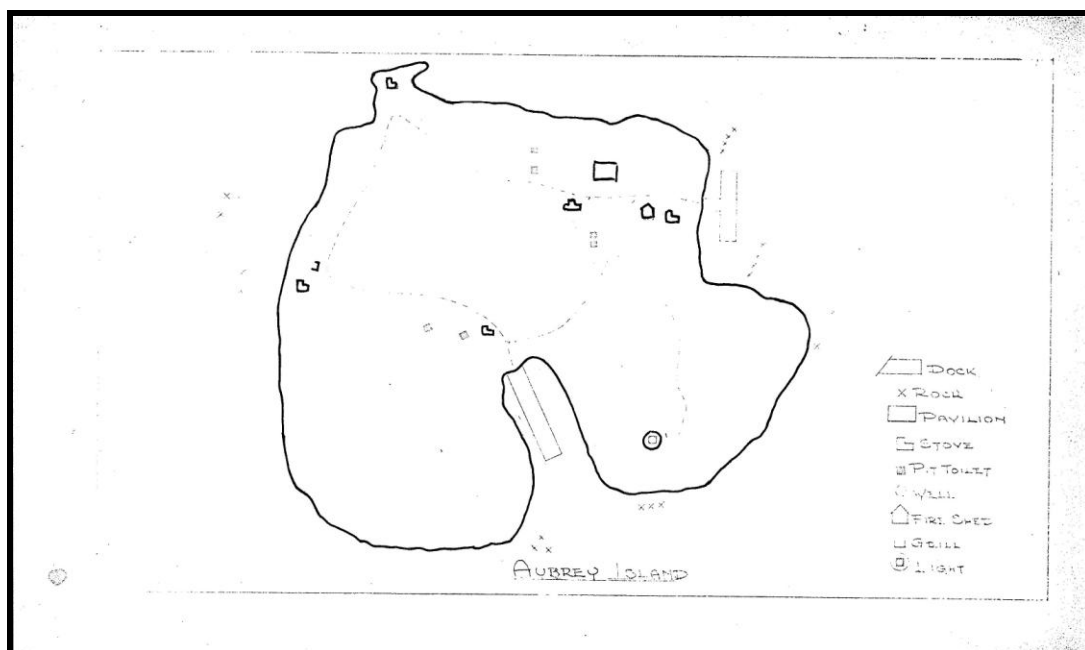 DOCK
X ROCK
PAVILION
STOVE
PIT TOILET
WELL
FIRE SHED
GRILL
LIGHT
AUBREY ISLAND